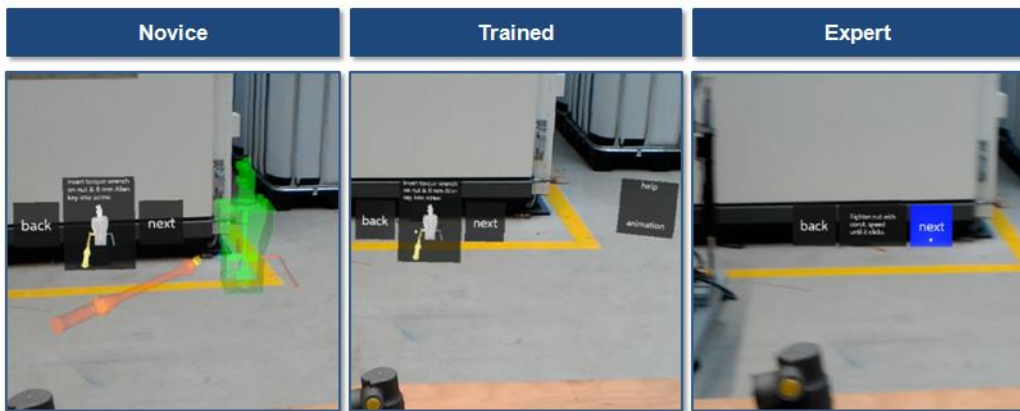 Novice
Trained
Expert
back
Insert torque wrench
on nut & 8 mm Allen
key into screw.
next
back
Insert torque wrench
on nut & 8 mm Allen
key into screw.
next
help
animation
back
Tighten nut with
const. speed
until it clicks.
next